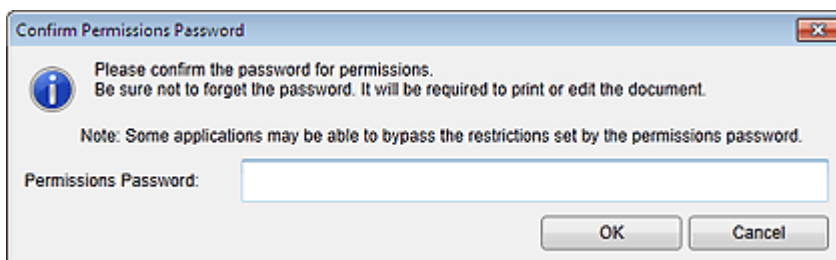 Confirm Permissions Password
Please confirm the password for permissions.
Be sure not to forget the password. It will be required to print or edit the document.
Note: Some applications may be able to bypass the restrictions set by the permissions password.
Permissions Password:
OK
Cancel